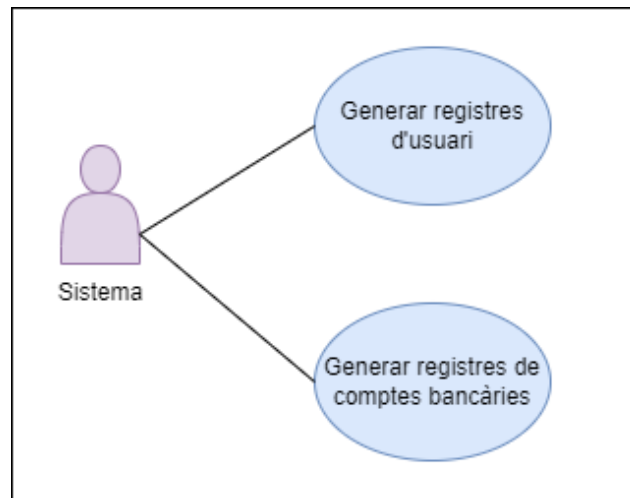 Generar registres
d'usuari
Sistema
Generar registres de
comptes bancàries